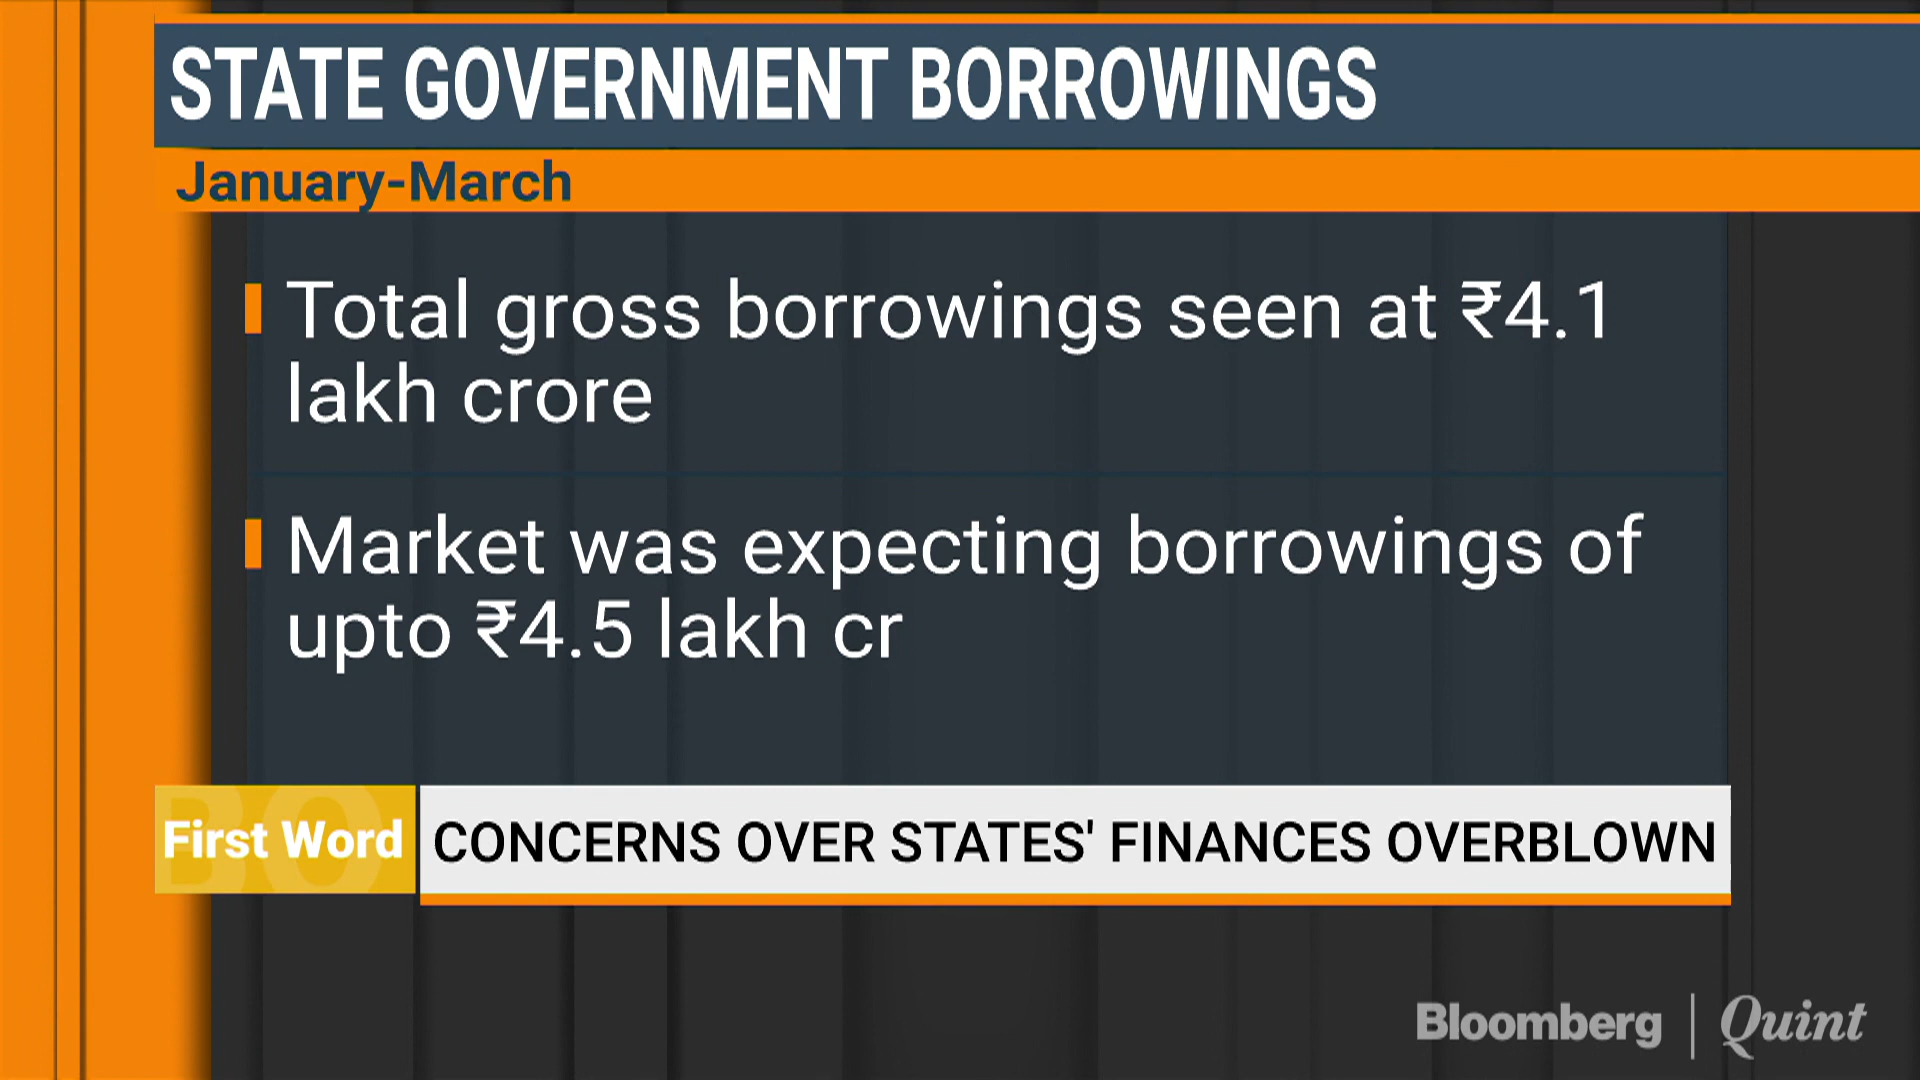 STATE GOVERNMENT BORROWINGS
January-March
Total gross borrowings seen at ₹4.1
lakh crore
Market was expecting borrowings of
upto ₹4.5 lakh cr
First Word
CONCERNS OVER STATES' FINANCES OVERBLOWN
Bloomberg | Quint